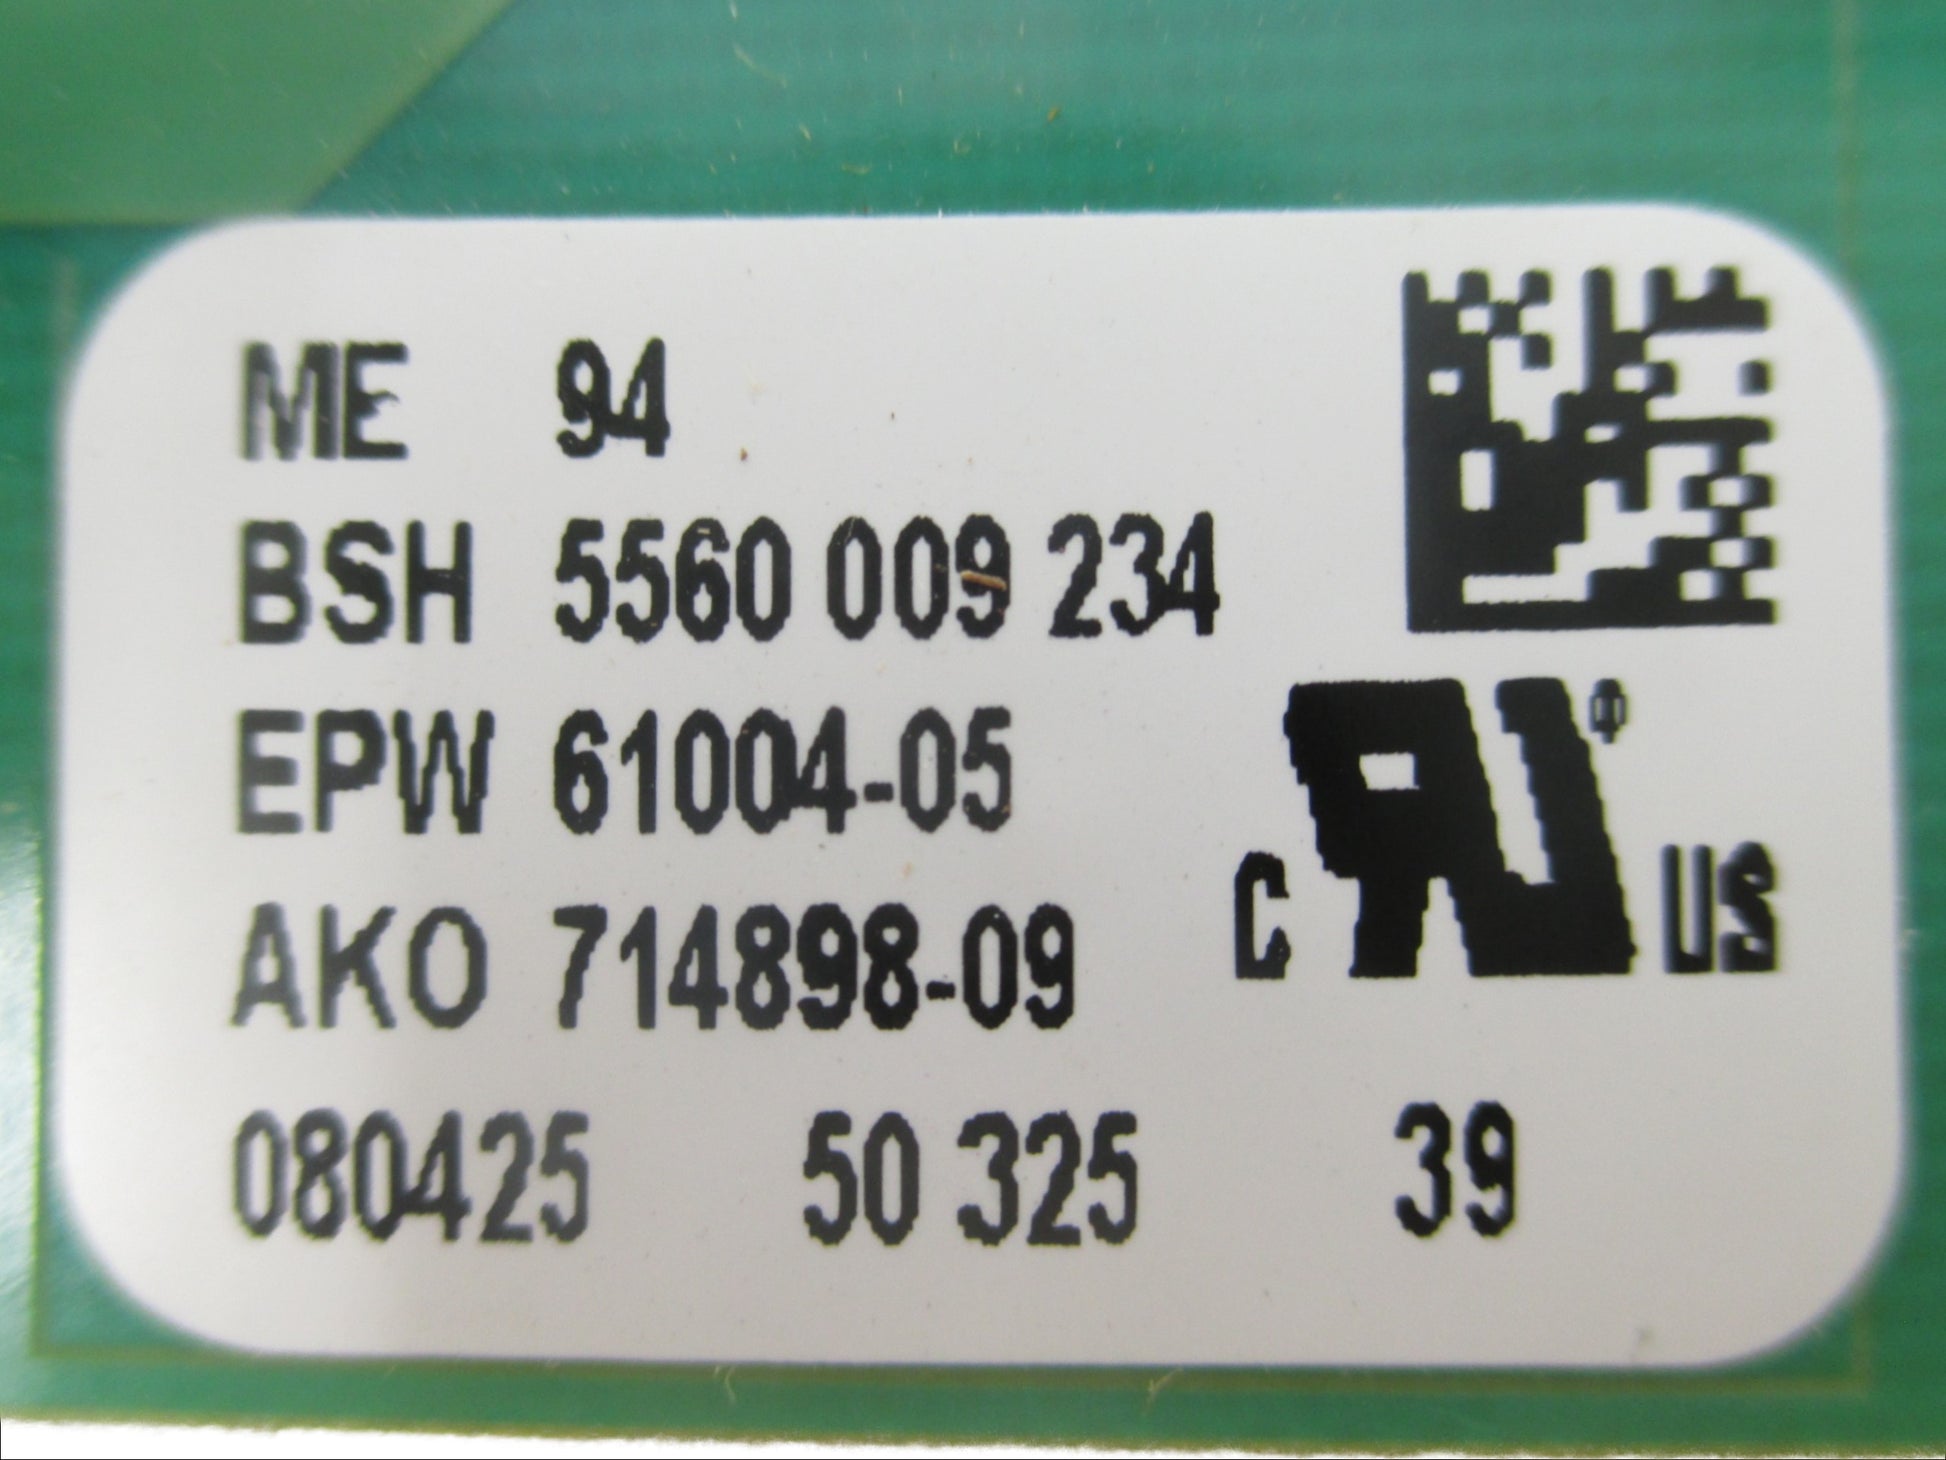 ME 94
BSH 5560 009 234
EPW 61004-05
AKO 714898-09
C US
080425 50 325 39